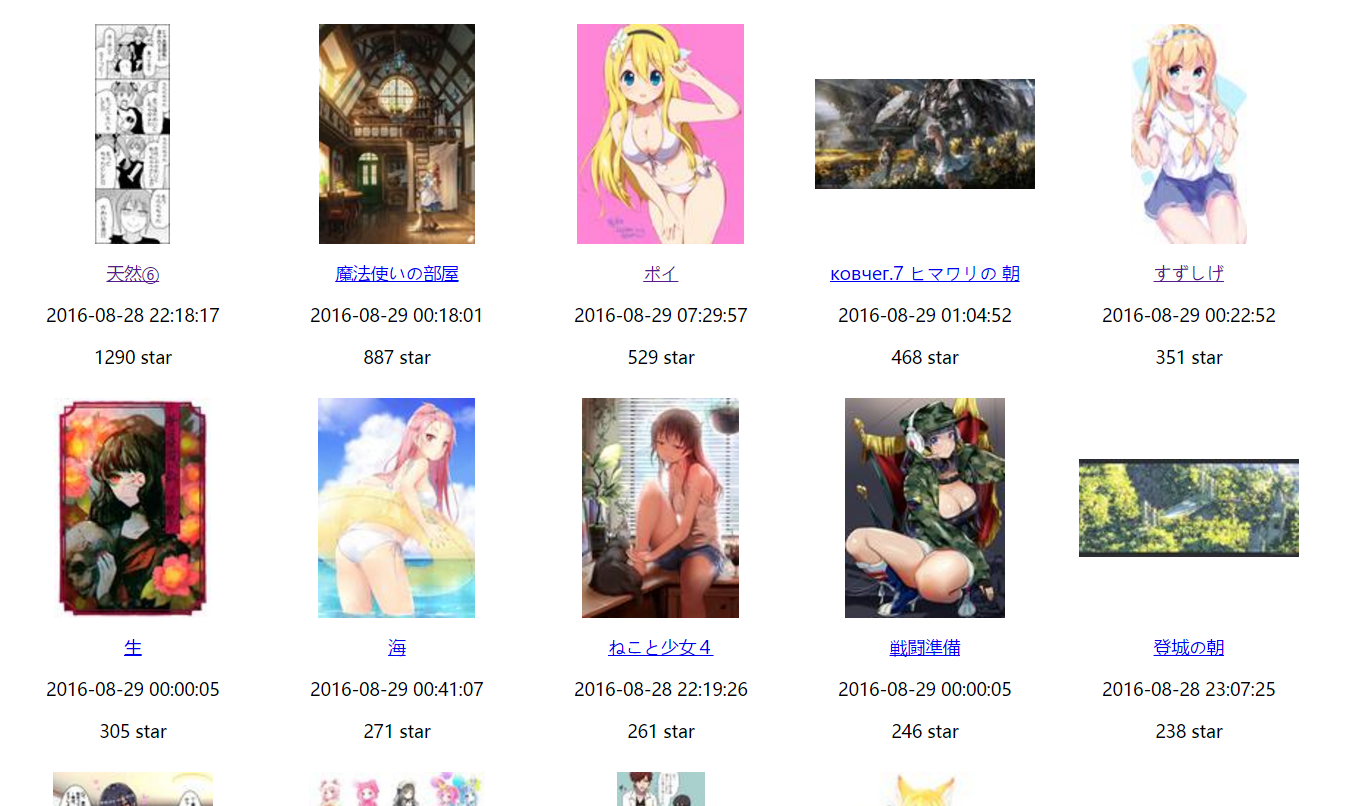 天然⑥
魔法使いの部屋
ポイ
ковчег.7 ヒマワリの 朝
すずしげ
2016-08-28 22:18:17
2016-08-29 00:18:01
2016-08-29 07:29:57
2016-08-29 01:04:52
2016-08-29 00:22:52
1290 star
887 star
529 star
468 star
351 star
生
海
ねこと少女４
戦闘準備
登城の朝
2016-08-29 00:00:05
2016-08-29 00:41:07
2016-08-28 22:19:26
2016-08-29 00:00:05
2016-08-28 23:07:25
305 star
271 star
261 star
246 star
238 star